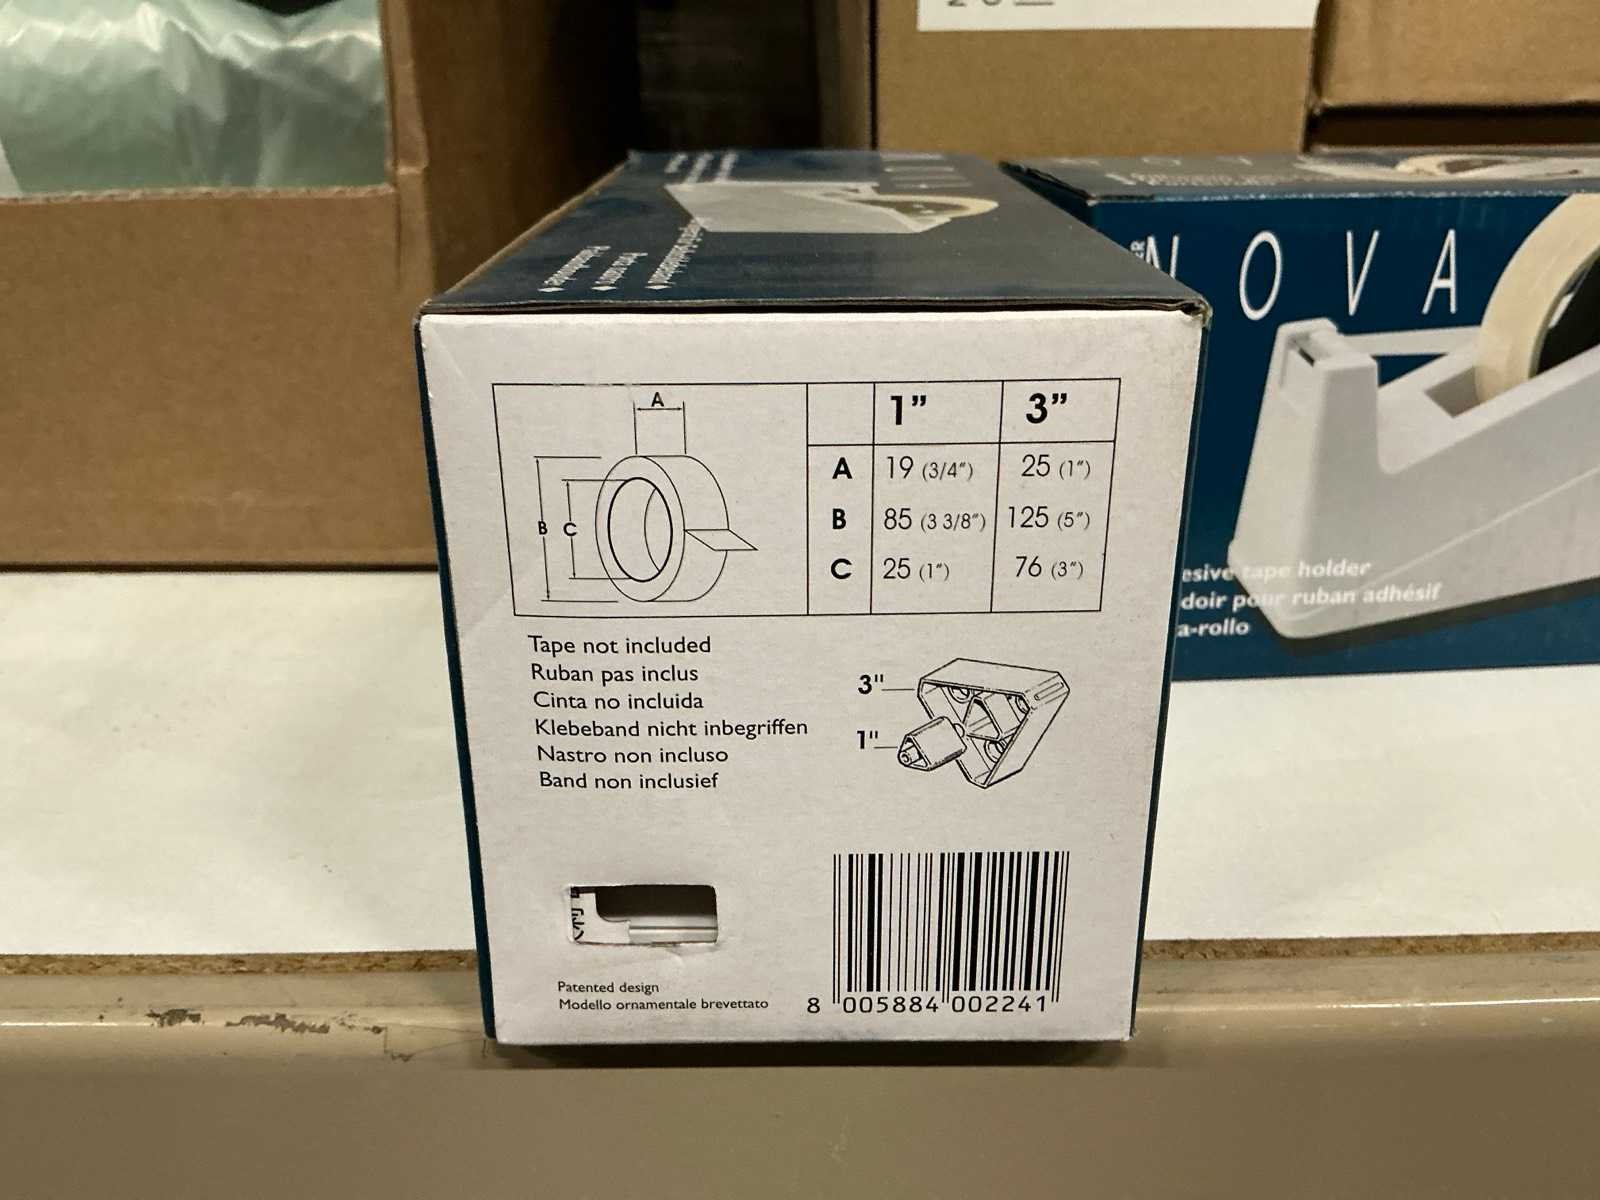 NOVA
esive tape holder
doir pour ruban adhésif
a-rollo
A
B
C
1” 3”
A 19 (3/4″) 25 (1″)
B 85 (3 3/8″) 125 (5″)
C 25 (1″) 76 (3″)
Tape not included
Ruban pas inclus
Cinta no incluida
Klebeband nicht inbegriffen
Nastro non incluso
Band non inclusief
3"
1"
Patented design
Modello ornamentale brevettato
8 005884 002241